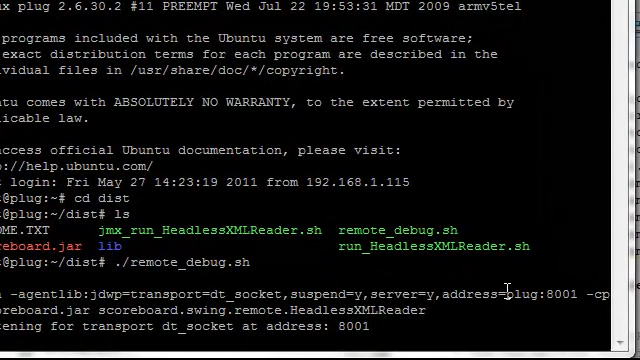 ux plug 2.6.30.2 #11 PREEMPT Wed Jul 22 19:53:31 MDT 2009 armv5tel
programs included with the Ubuntu system are free software;
exact distribution terms for each program are described in the
vidual files in /usr/share/doc/*/copyright.
tu comes with ABSOLUTELY NO WARRANTY, to the extent permitted by
licable law.
access official Ubuntu documentation, please visit:
p://help.ubuntu.com/
t login: Fri May 27 14:23:19 2011 from 192.168.1.115
t@plug:~# cd dist
t@plug:~/dist# ls
OME.TXT jmx_run_HeadlessXMLReader.sh remote_debug.sh
reboard.jar lib run_HeadlessXMLReader.sh
t@plug:~/dist# ./remote_debug.sh
a -agentlib:jdwp=transport=dt_socket,suspend=y,server=y,address=plug:8001 -cp
oreboard.jar scoreboard.swing.remote.HeadlessXMLReader
tening for transport dt_socket at address: 8001